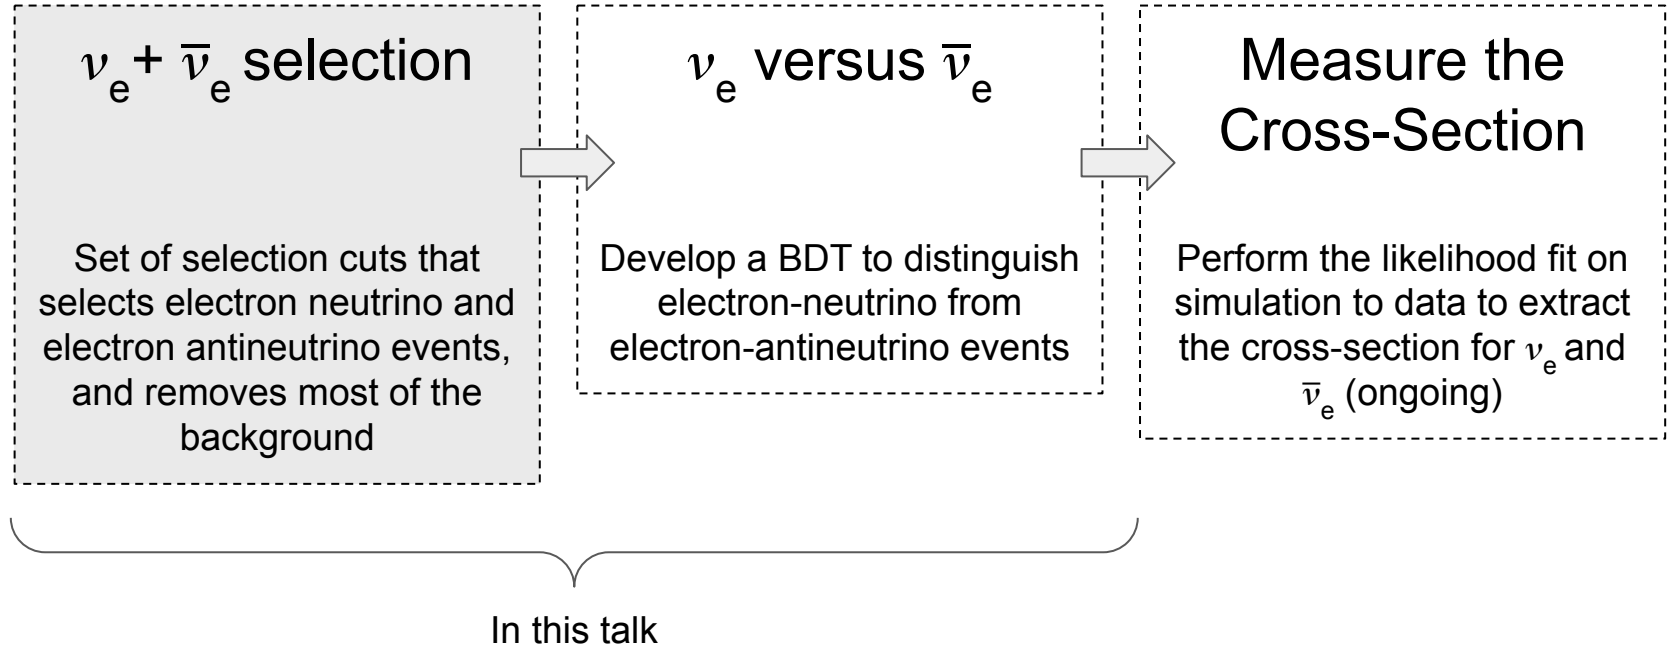 νe+ ν̅e selection
Set of selection cuts that
selects electron neutrino and
electron antineutrino events,
and removes most of the
background
νe versus ν̅e
Develop a BDT to distinguish
electron-neutrino from
electron-antineutrino events
Measure the
Cross-Section
Perform the likelihood fit on
simulation to data to extract
the cross-section for νe and
ν̅e (ongoing)
In this talk